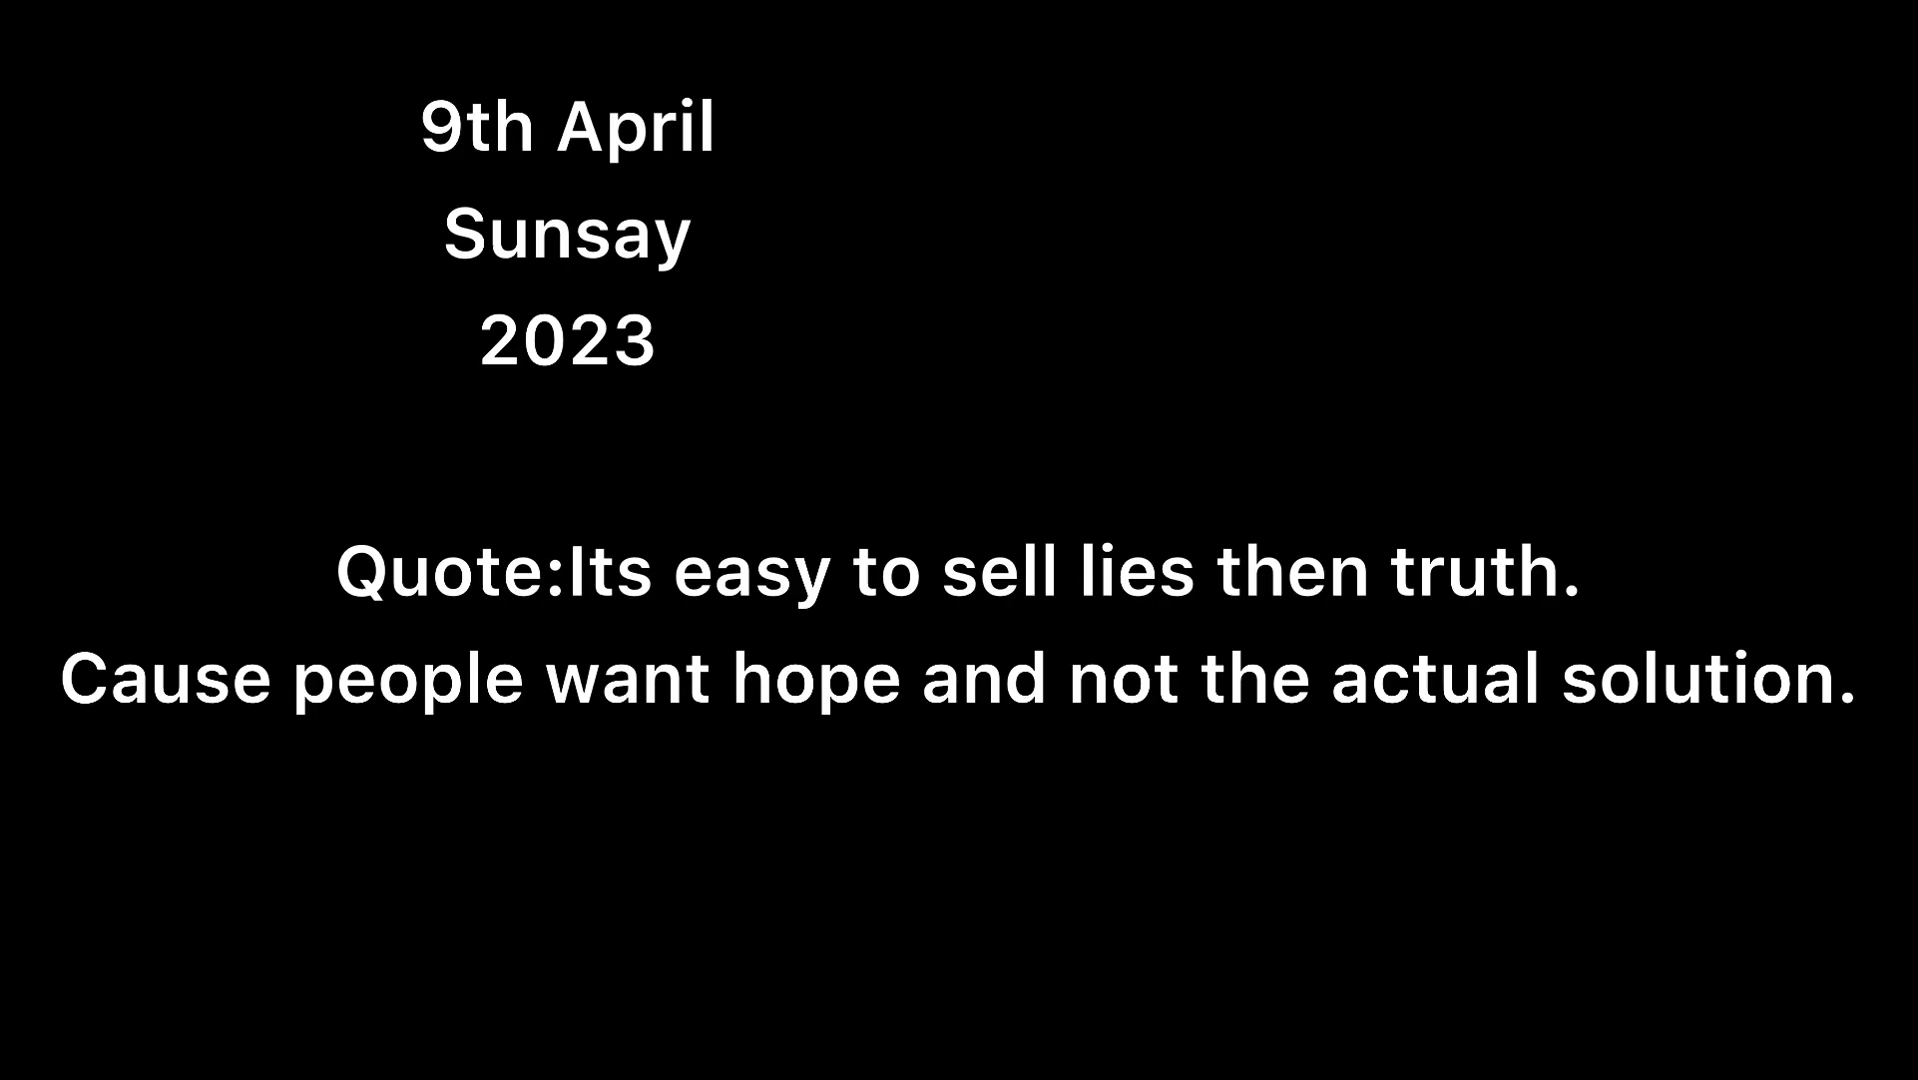 9th April
Sunsay
2023
Quote:Its easy to sell lies then truth.
Cause people want hope and not the actual solution.